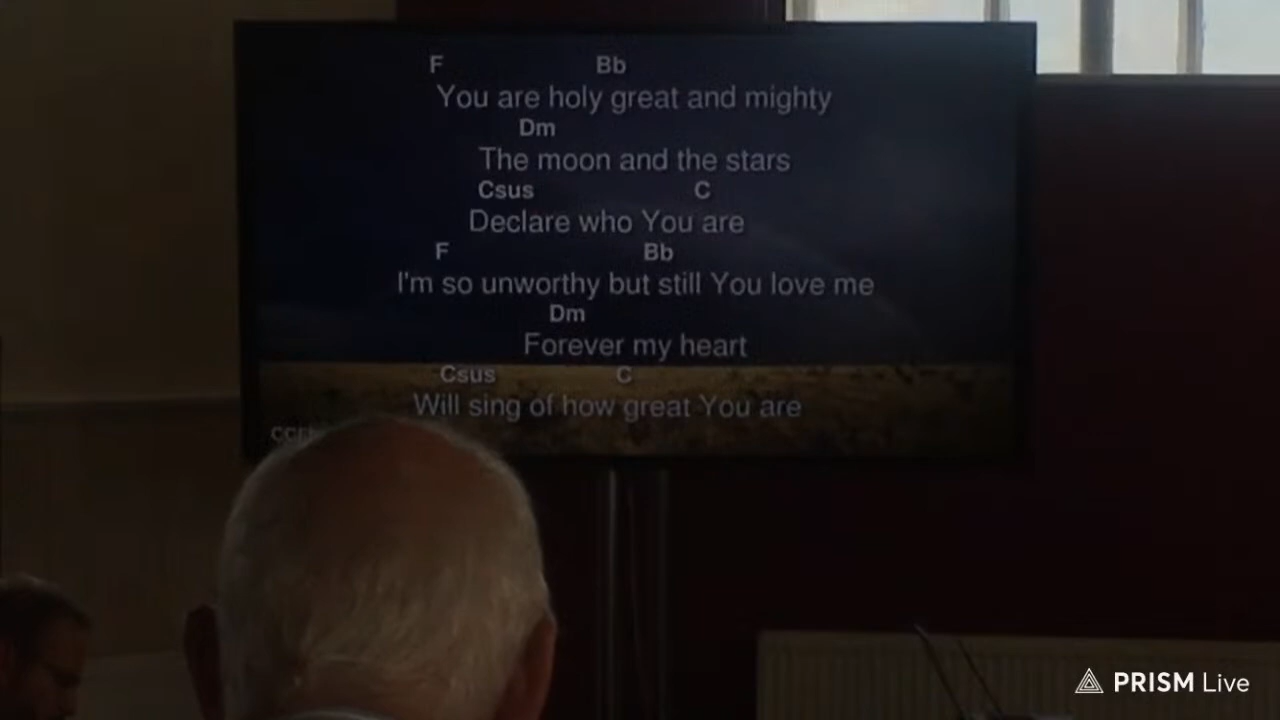 F Bb
You are holy great and mighty
Dm
The moon and the stars
Csus C
Declare who You are
F Bb
I'm so unworthy but still You love me
Dm
Forever my heart
Csus C
Will sing of how great You are
PRISM Live